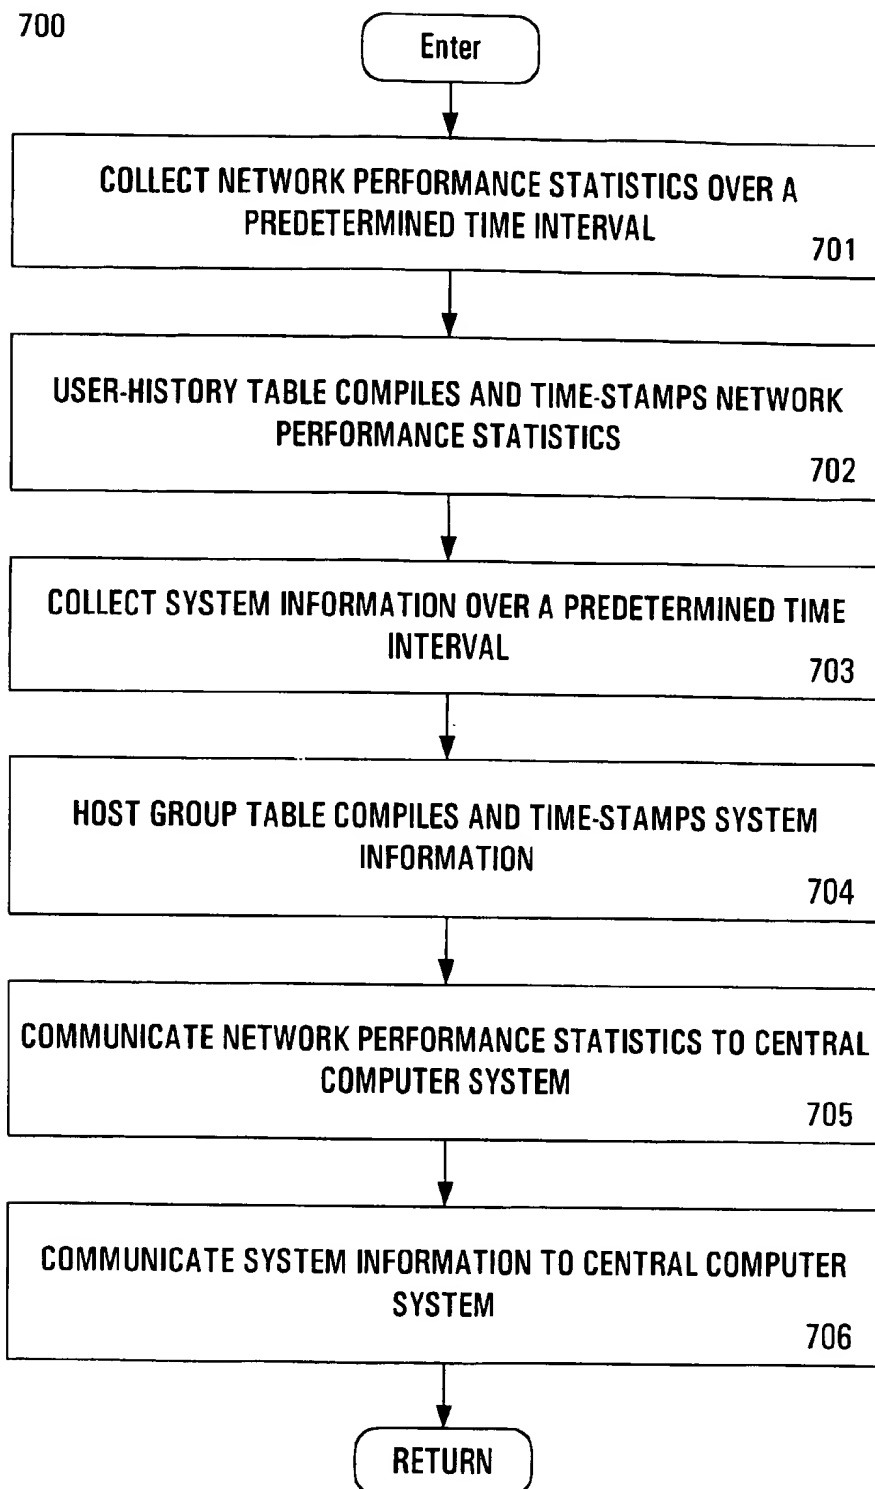 700
Enter
COLLECT NETWORK PERFORMANCE STATISTICS OVER A
PREDETERMINED TIME INTERVAL
701
USER-HISTORY TABLE COMPILES AND TIME-STAMPS NETWORK
PERFORMANCE STATISTICS
702
COLLECT SYSTEM INFORMATION OVER A PREDETERMINED TIME
INTERVAL
703
HOST GROUP TABLE COMPILES AND TIME-STAMPS SYSTEM
INFORMATION
704
COMMUNICATE NETWORK PERFORMANCE STATISTICS TO CENTRAL
COMPUTER SYSTEM
705
COMMUNICATE SYSTEM INFORMATION TO CENTRAL COMPUTER
SYSTEM
706
RETURN